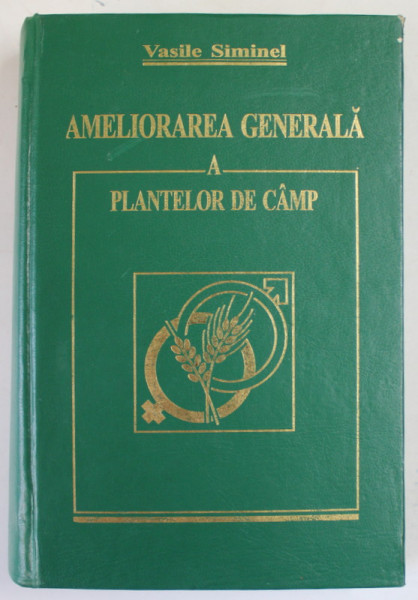 Vasile Siminel
AMELIORAREA GENERALĂ
A
PLANTELOR DE CÂMP